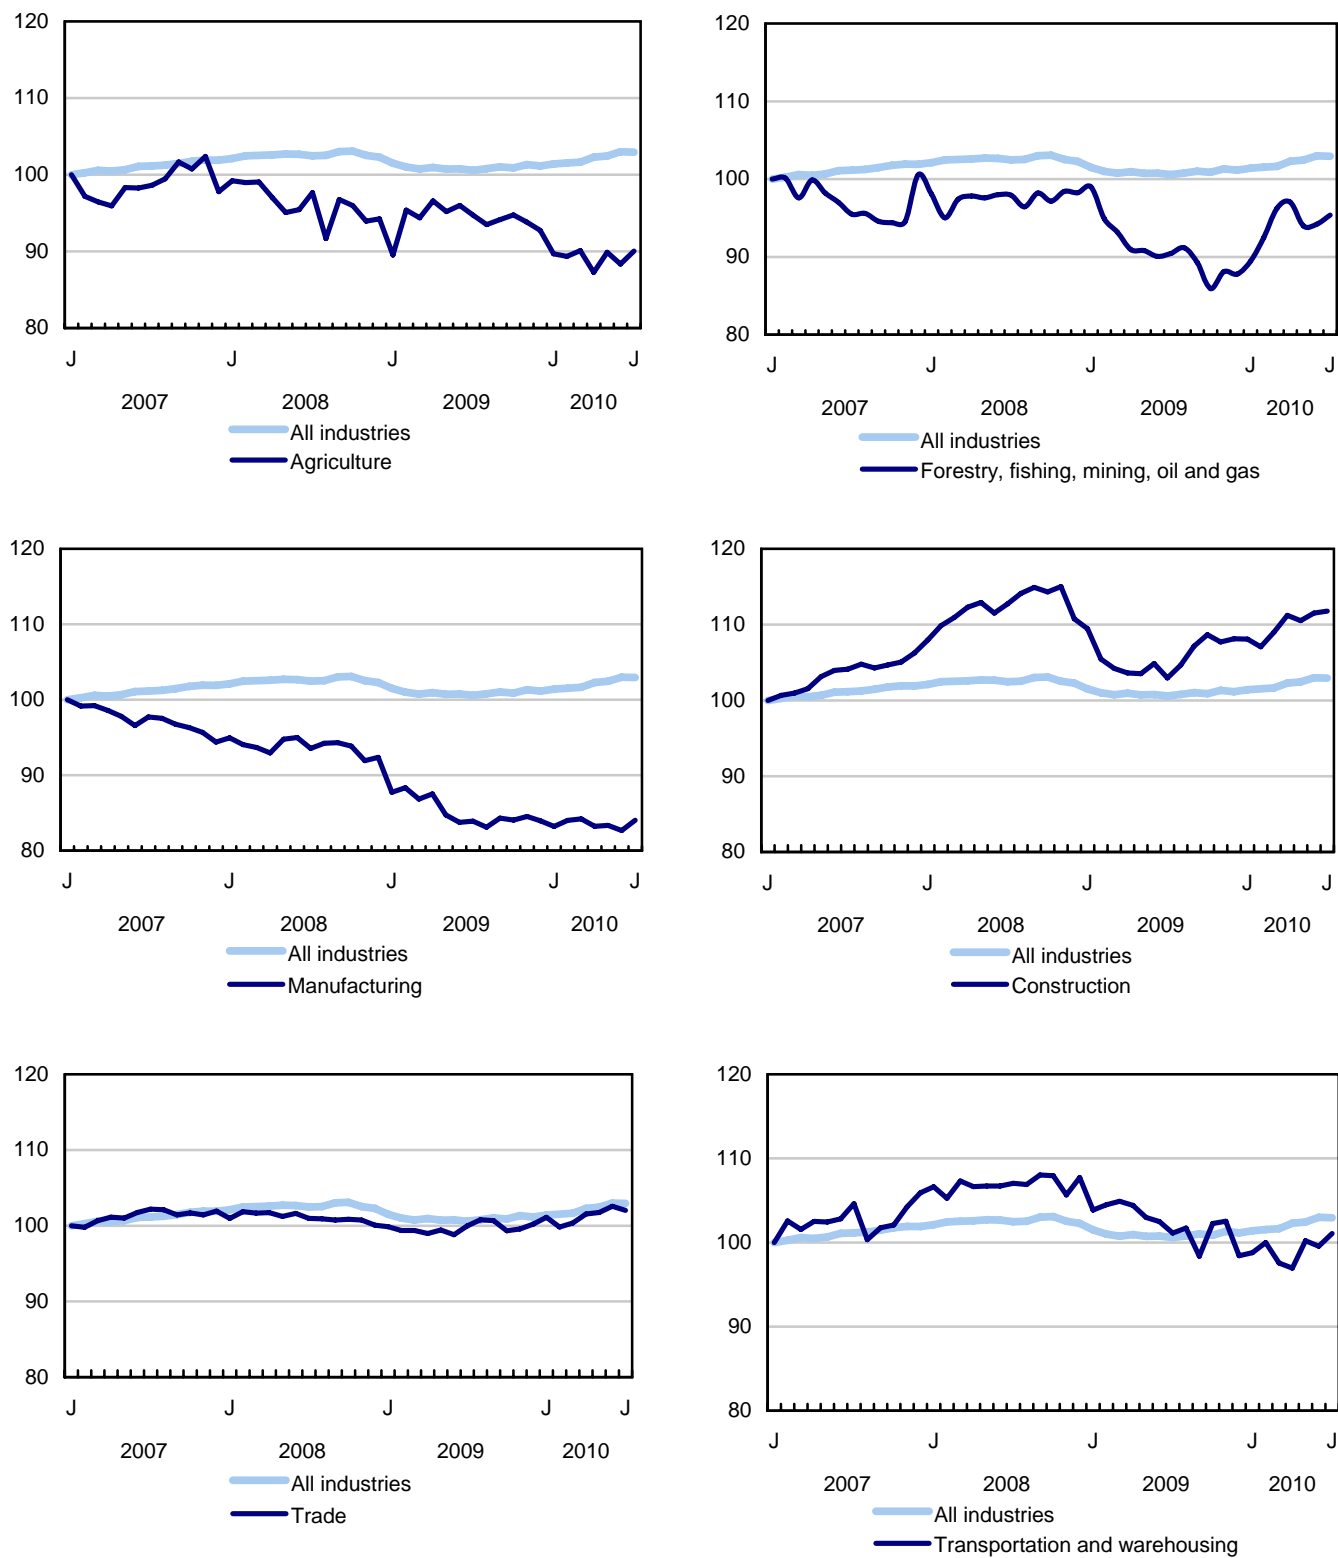 120
110
100
90
80
J J J J
2007 2008 2009 2010
All industries
Agriculture
120
110
100
90
80
J J J J
2007 2008 2009 2010
All industries
Forestry, fishing, mining, oil and gas
120
110
100
90
80
J J J J J
2007 2008 2009 2010
All industries
Manufacturing
120
110
100
90
80
J J J J J
2007 2008 2009 2010
All industries
Construction
120
110
100
90
80
J J J J J
2007 2008 2009 2010
All industries
Trade
120
110
100
90
80
J J J J J
2007 2008 2009 2010
All industries
Transportation and warehousing